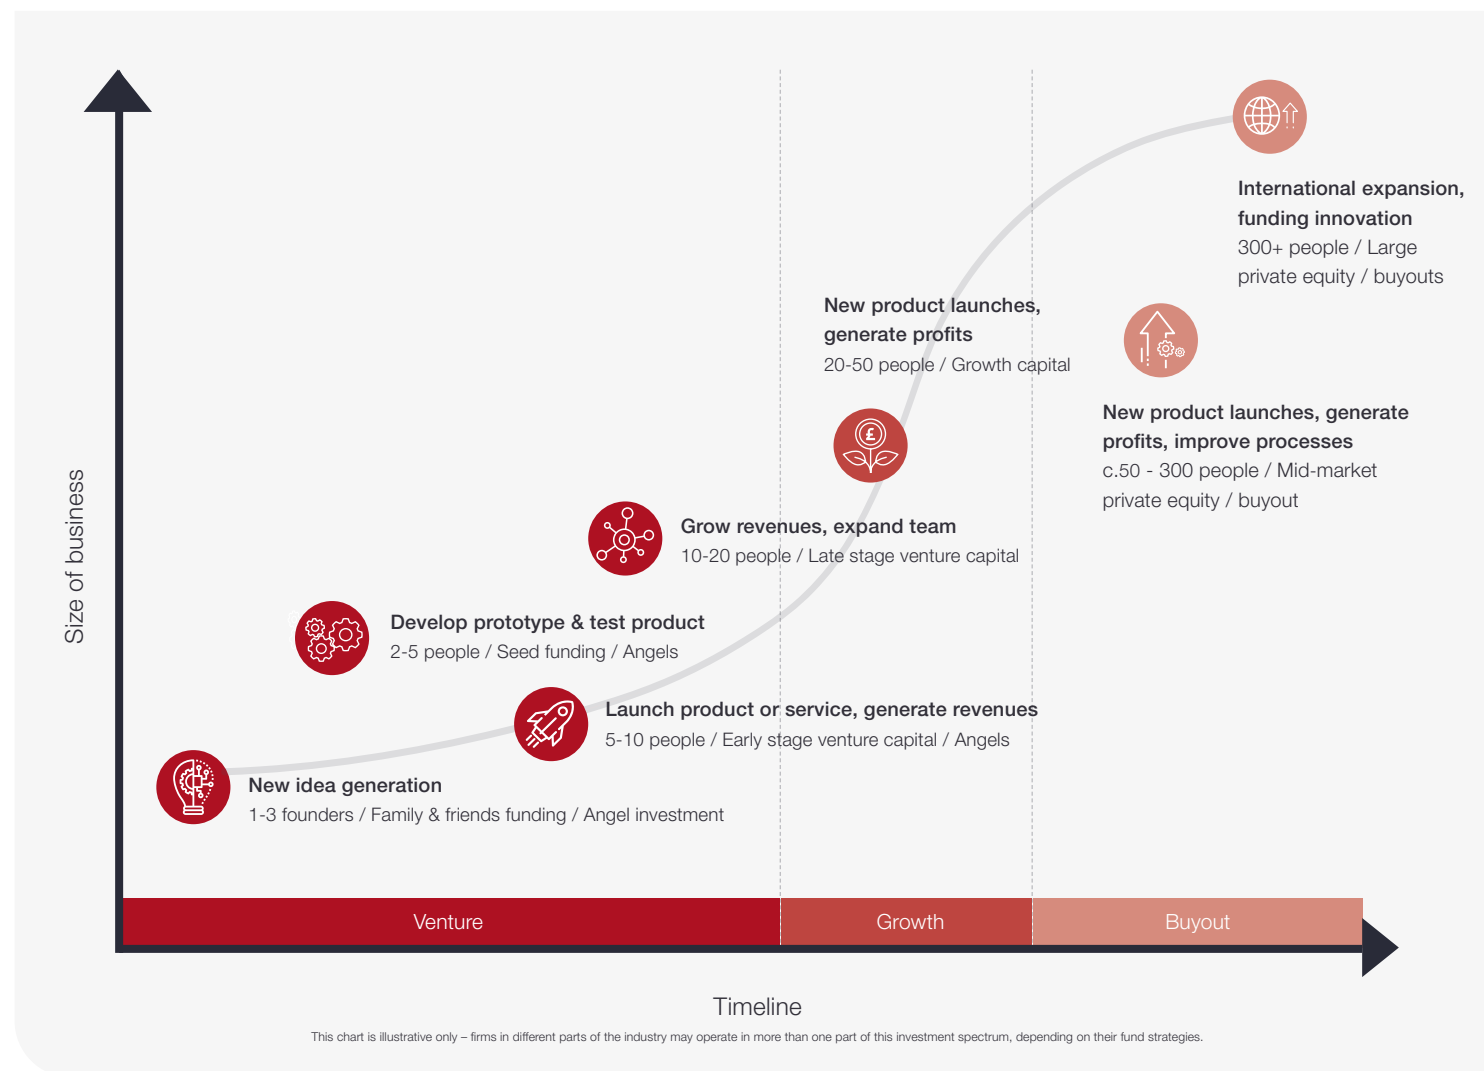 International expansion,
funding innovation
300+ people / Large
private equity / buyouts
New product launches,
generate profits
20-50 people / Growth capital
£
New product launches, generate
profits, improve processes
c.50 - 300 people / Mid-market
private equity / buyout
Grow revenues, expand team
10-20 people / Late stage venture capital
Size of business
Develop prototype & test product
2-5 people / Seed funding / Angels
Launch product or service, generate revenues
5-10 people / Early stage venture capital / Angels
New idea generation
1-3 founders / Family & friends funding / Angel investment
Venture
Growth
Buyout
Timeline
This chart is illustrative only – firms in different parts of the industry may operate in more than one part of this investment spectrum, depending on their fund strategies.